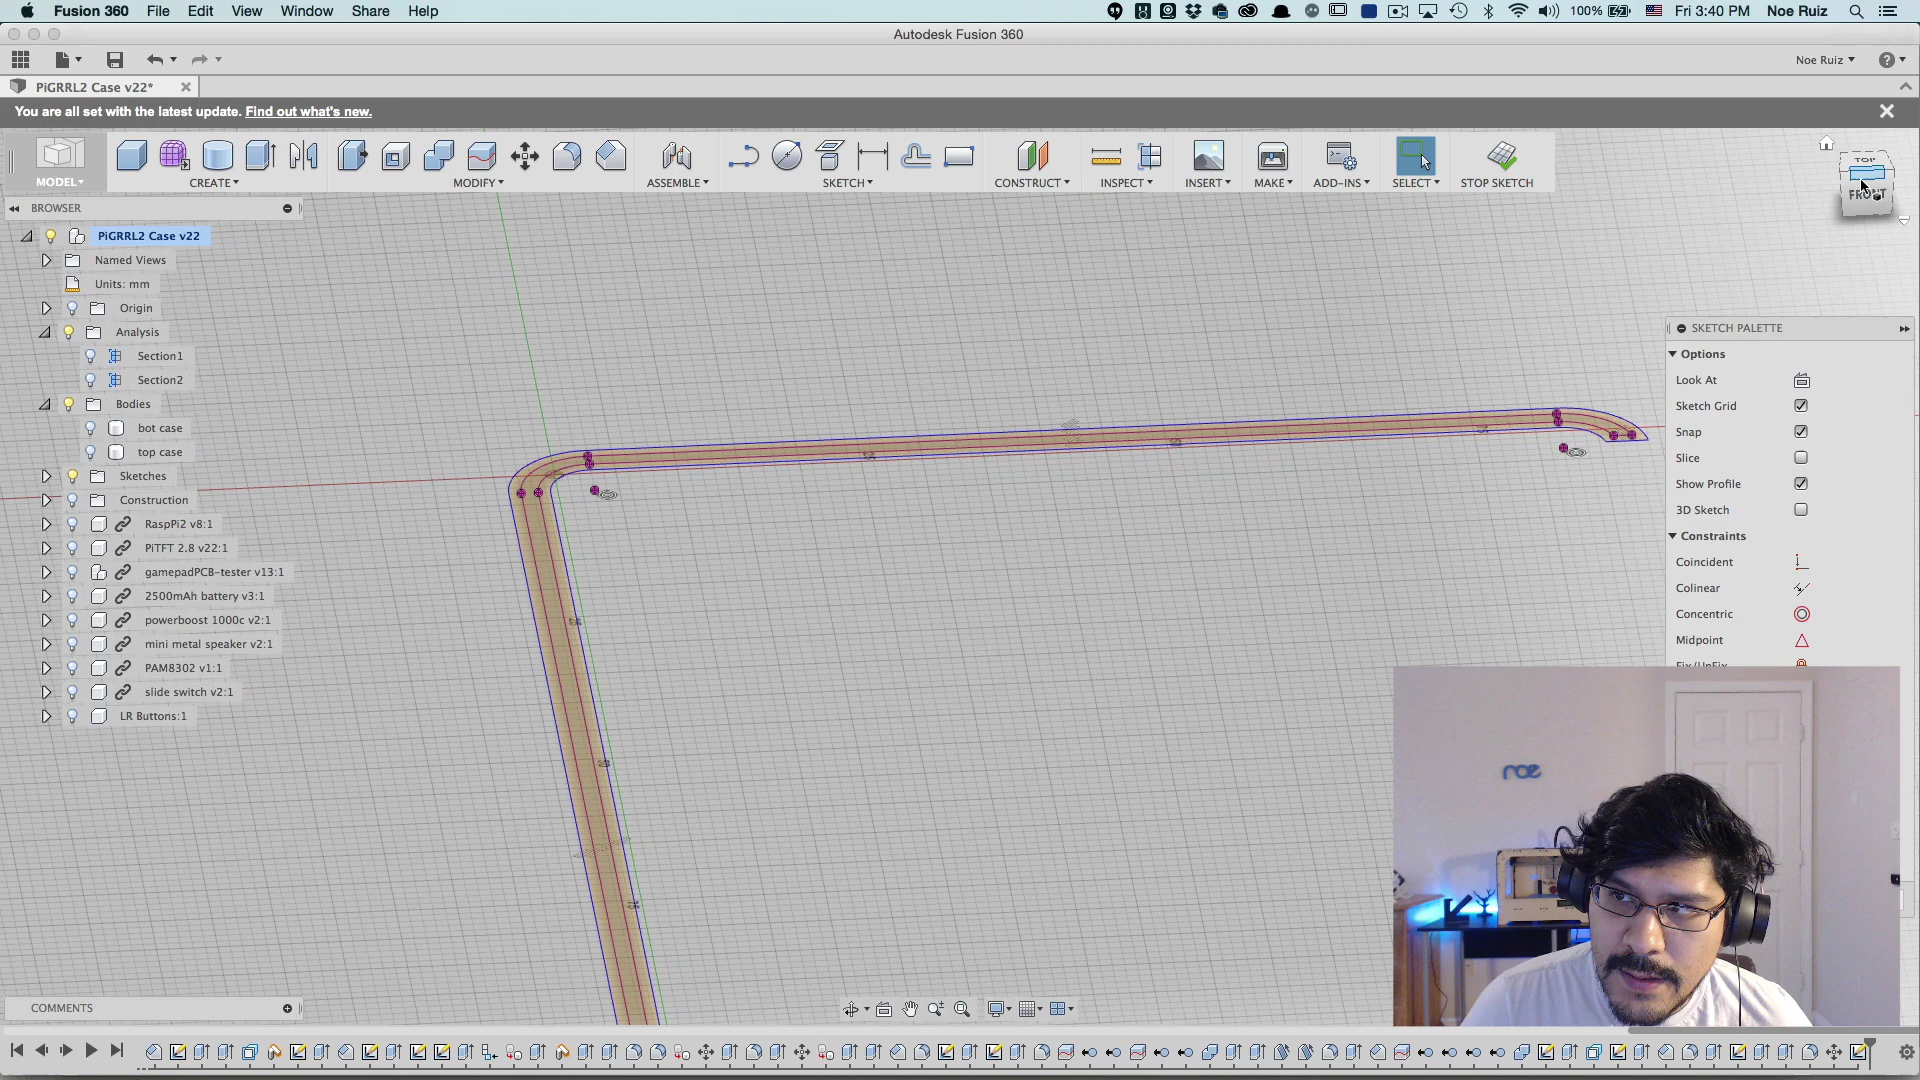 Fusion 360 File Edit View Window Share Help
100% Fri 3:40 PM Noe Ruiz
Autodesk Fusion 360
Noe Ruiz
PiGRRL2 Case v22*
You are all set with the latest update. Find out what's new.
MODEL
CREATE
MODIFY
ASSEMBLE
SKETCH
CONSTRUCT
INSPECT
INSERT
MAKE
ADD-INS
SELECT
STOP SKETCH
TOP
FRONT
BROWSER
PiGRRL2 Case v22
Named Views
Units: mm
Origin
Analysis
Section1
Section2
Bodies
bot case
top case
Sketches
Construction
RaspPi2 v8:1
PiTFT 2.8 v22:1
gamepadPCB-tester v13:1
2500mAh battery v3:1
powerboost 1000c v2:1
mini metal speaker v2:1
PAM8302 v1:1
slide switch v2:1
LR Buttons:1
SKETCH PALETTE
Options
Look At
Sketch Grid
Snap
Slice
Show Profile
3D Sketch
Constraints
Coincident
Colinear
Concentric
Midpoint
noe
COMMENTS